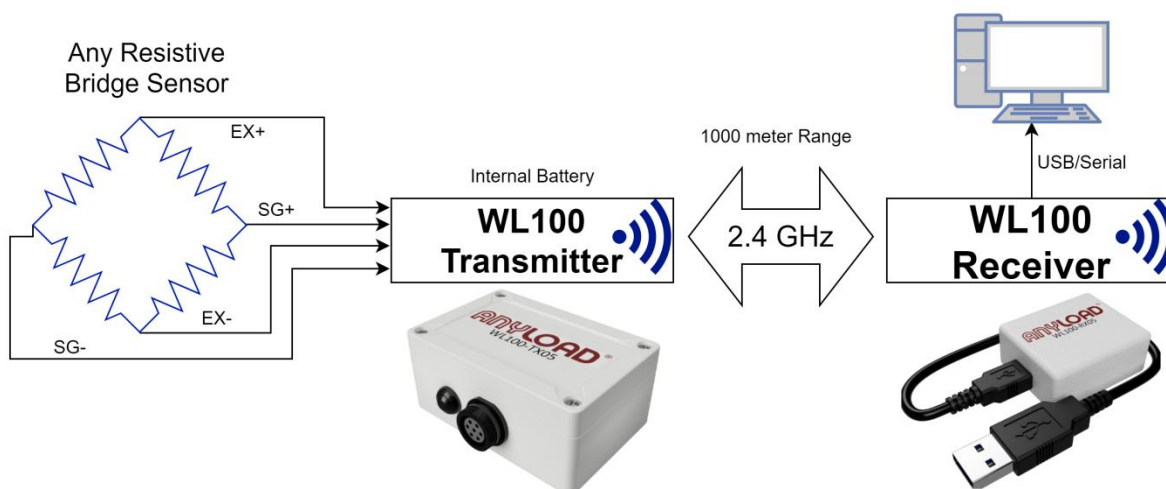 Any Resistive
Bridge Sensor
EX+
SG+
EX-
SG-
Internal Battery
WL100
Transmitter
1000 meter Range
2.4 GHz
USB/Serial
WL100
Receiver
ANYLOAD®
WL100-TX05
ANYLOAD
WL100-RX05